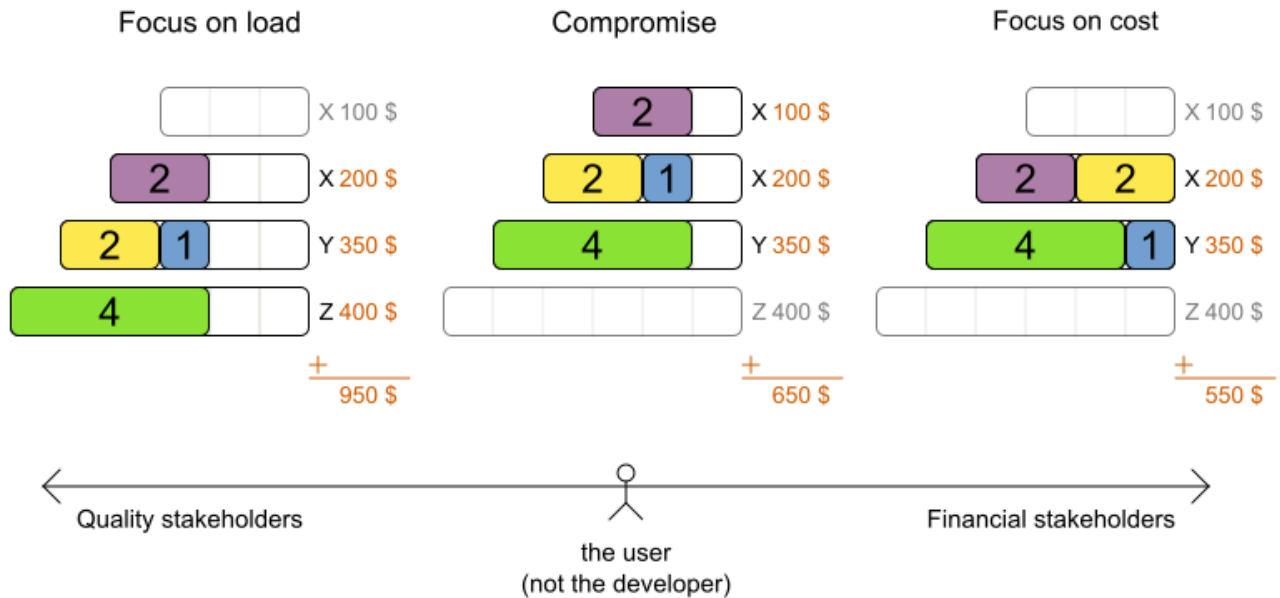 Focus on load
Compromise
Focus on cost
X 100 $
2 X 200 $
2 1 Y 350 $
4 Z 400 $
+
950 $
2 X 100 $
2 1 X 200 $
4 Y 350 $
Z 400 $
+
650 $
X 100 $
2 2 X 200 $
4 1 Y 350 $
Z 400 $
+
550 $
Quality stakeholders
Financial stakeholders
the user
(not the developer)